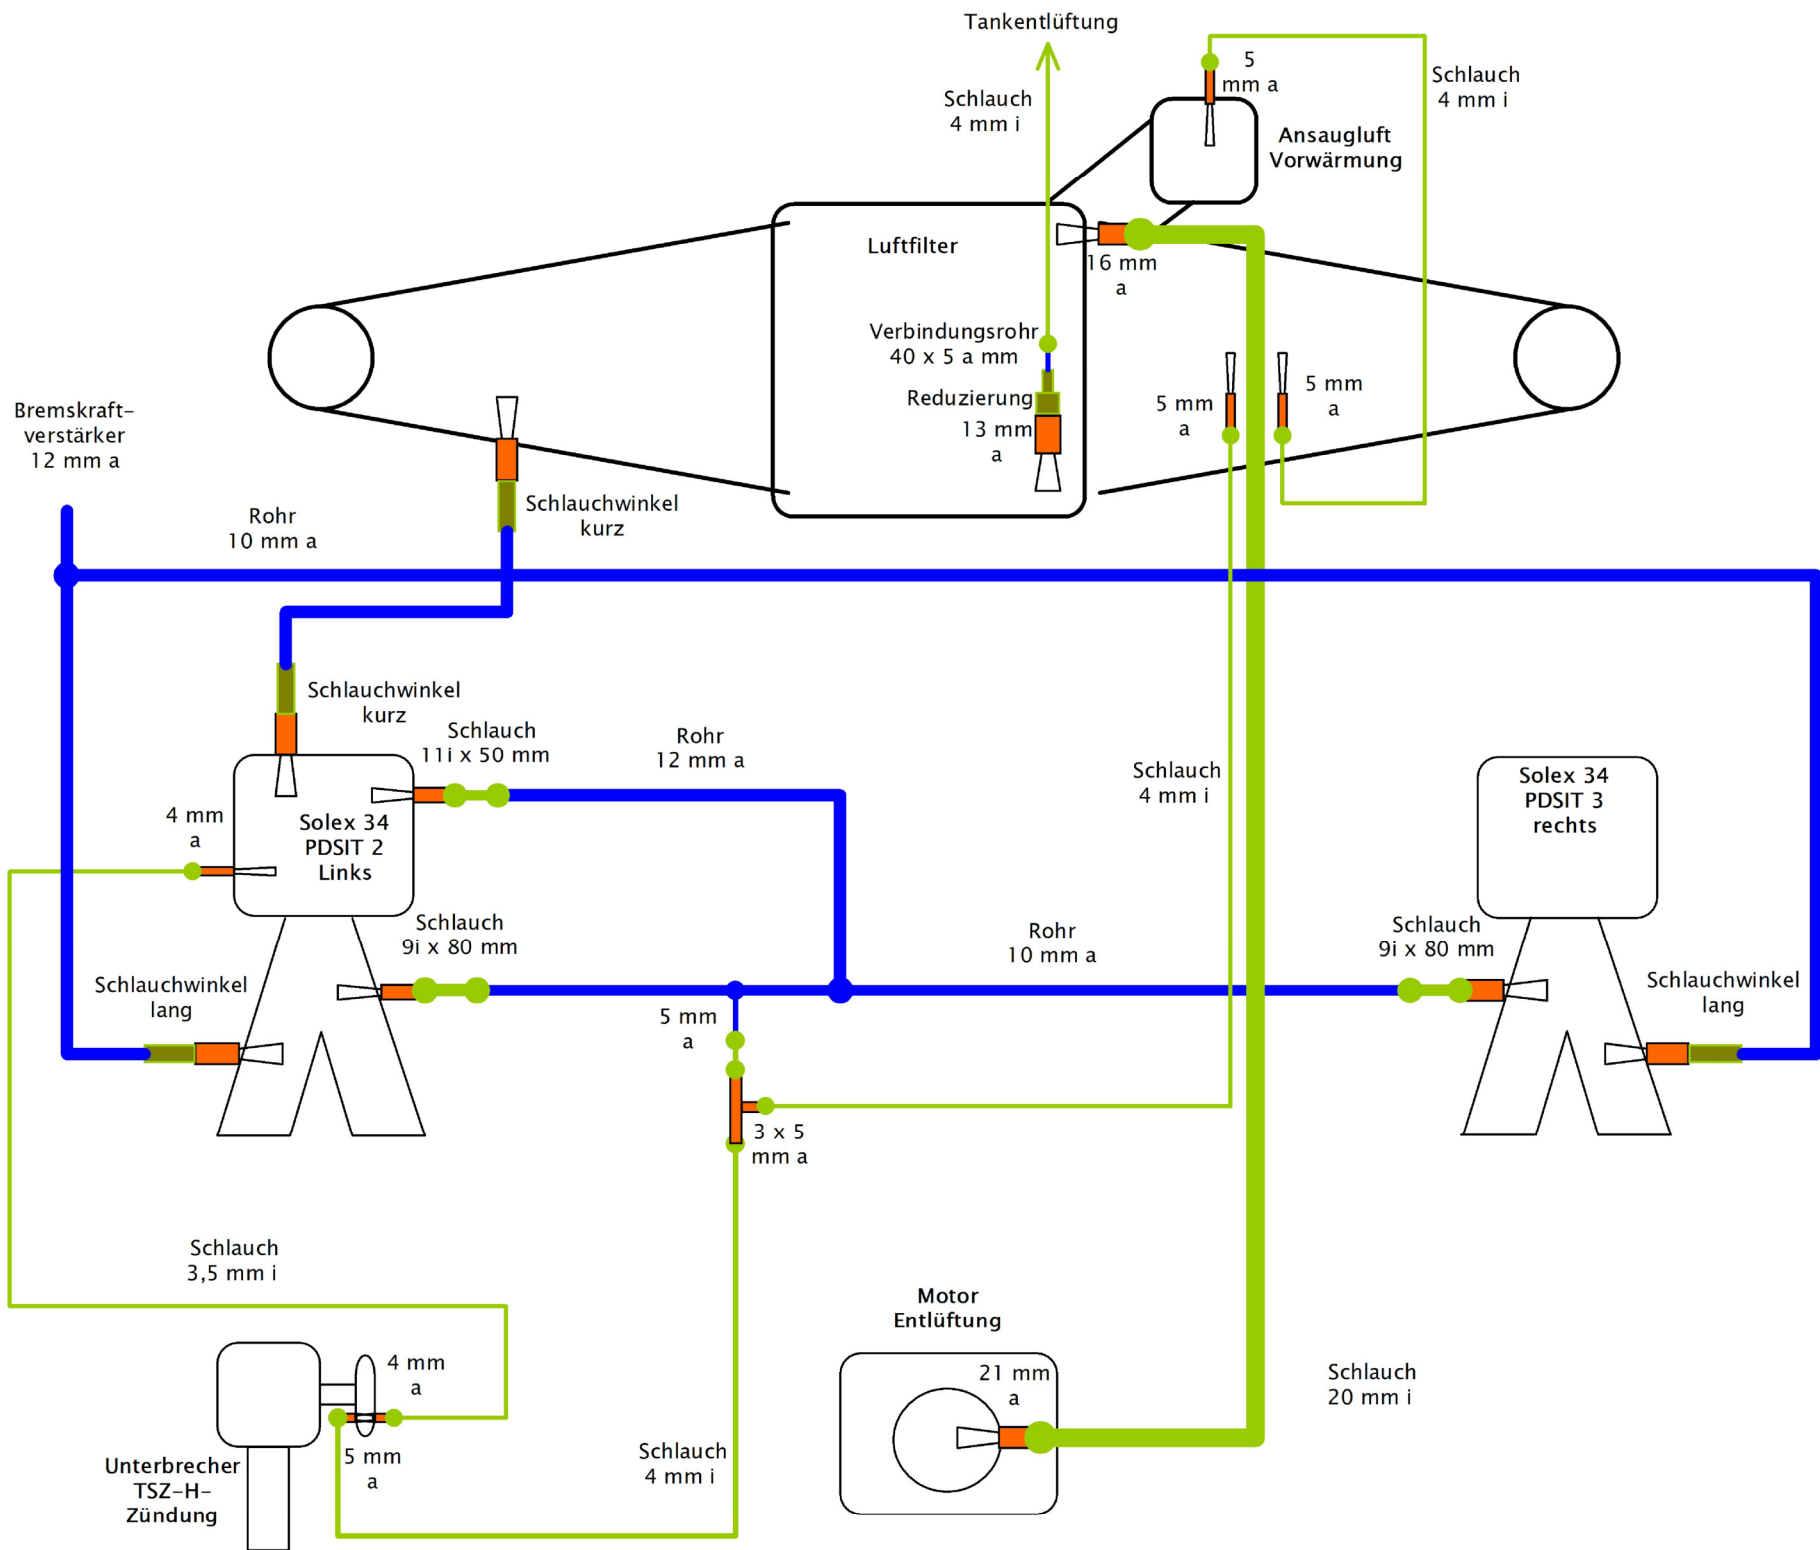 Tankentlüftung
Schlauch
4 mm i
5
mm a
Schlauch
4 mm i
Ansaugluft
Vorwärmung
Luftfilter
16 mm
a
Verbindungsrohr
40 x 5 a mm
Reduzierung
13 mm
a
5 mm
a
5 mm
a
Bremskraft-
verstärker
12 mm a
Rohr
10 mm a
Schlauchwinkel
kurz
Schlauchwinkel
kurz
Schlauch
11i x 50 mm
Rohr
12 mm a
Schlauch
4 mm i
Solex 34
PDSIT 3
rechts
4 mm
a
Solex 34
PDSIT 2
Links
Schlauch
9i x 80 mm
Rohr
10 mm a
Schlauch
9i x 80 mm
Schlauchwinkel
lang
Schlauchwinkel
lang
5 mm
a
3 x 5
mm a
Schlauch
3,5 mm i
Motor
Entlüftung
4 mm
a
21 mm
a
Schlauch
20 mm i
5 mm
a
Schlauch
4 mm i
Unterbrecher
TSZ-H-
Zündung